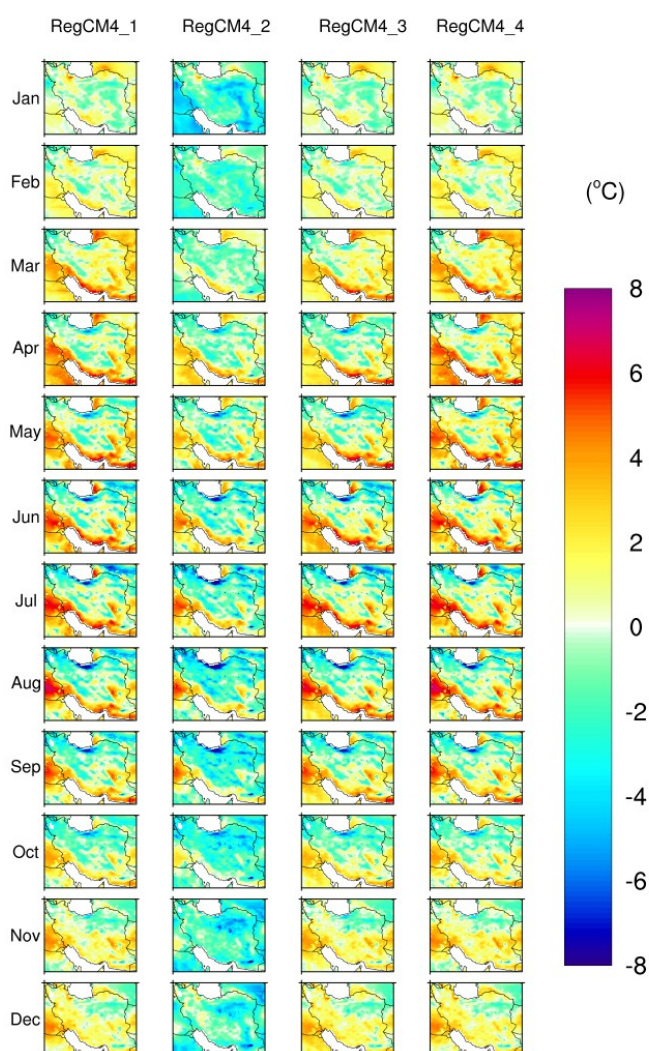 RegCM4_1 RegCM4_2 RegCM4_3 RegCM4_4
Jan
Feb
Mar
Apr
May
Jun
Jul
Aug
Sep
Oct
Nov
Dec
(°C)
8
6
4
2
0
-2
-4
-6
-8